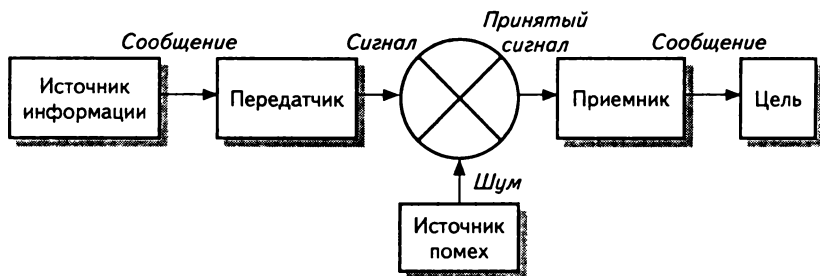 Сообщение
Сигнал
Принятый
сигнал
Сообщение
Источник
информации
Передатчик
Приемник
Цель
Шум
Источник
помех